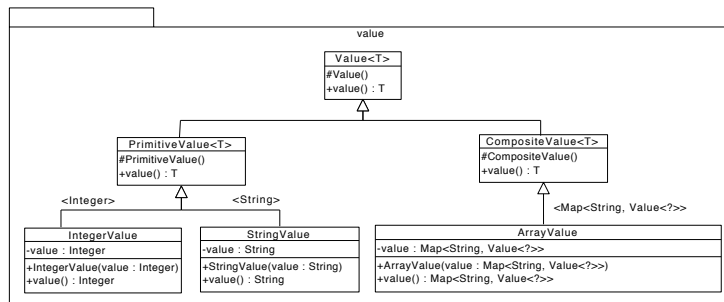 value
Value<T>
#Value()
+value() : T
PrimitiveValue<T>
#PrimitiveValue()
+value() : T
CompositeValue<T>
#CompositeValue()
+value() : T
<Integer>
<String>
<Map<String, Value<?>>
IntegerValue
-value : Integer
+IntegerValue(value : Integer)
+value() : Integer
StringValue
-value : String
+StringValue(value : String)
+value() : String
ArrayValue
-value : Map<String, Value<?>>
+ArrayValue(value : Map<String, Value<?>>)
+value() : Map<String, Value<?>>